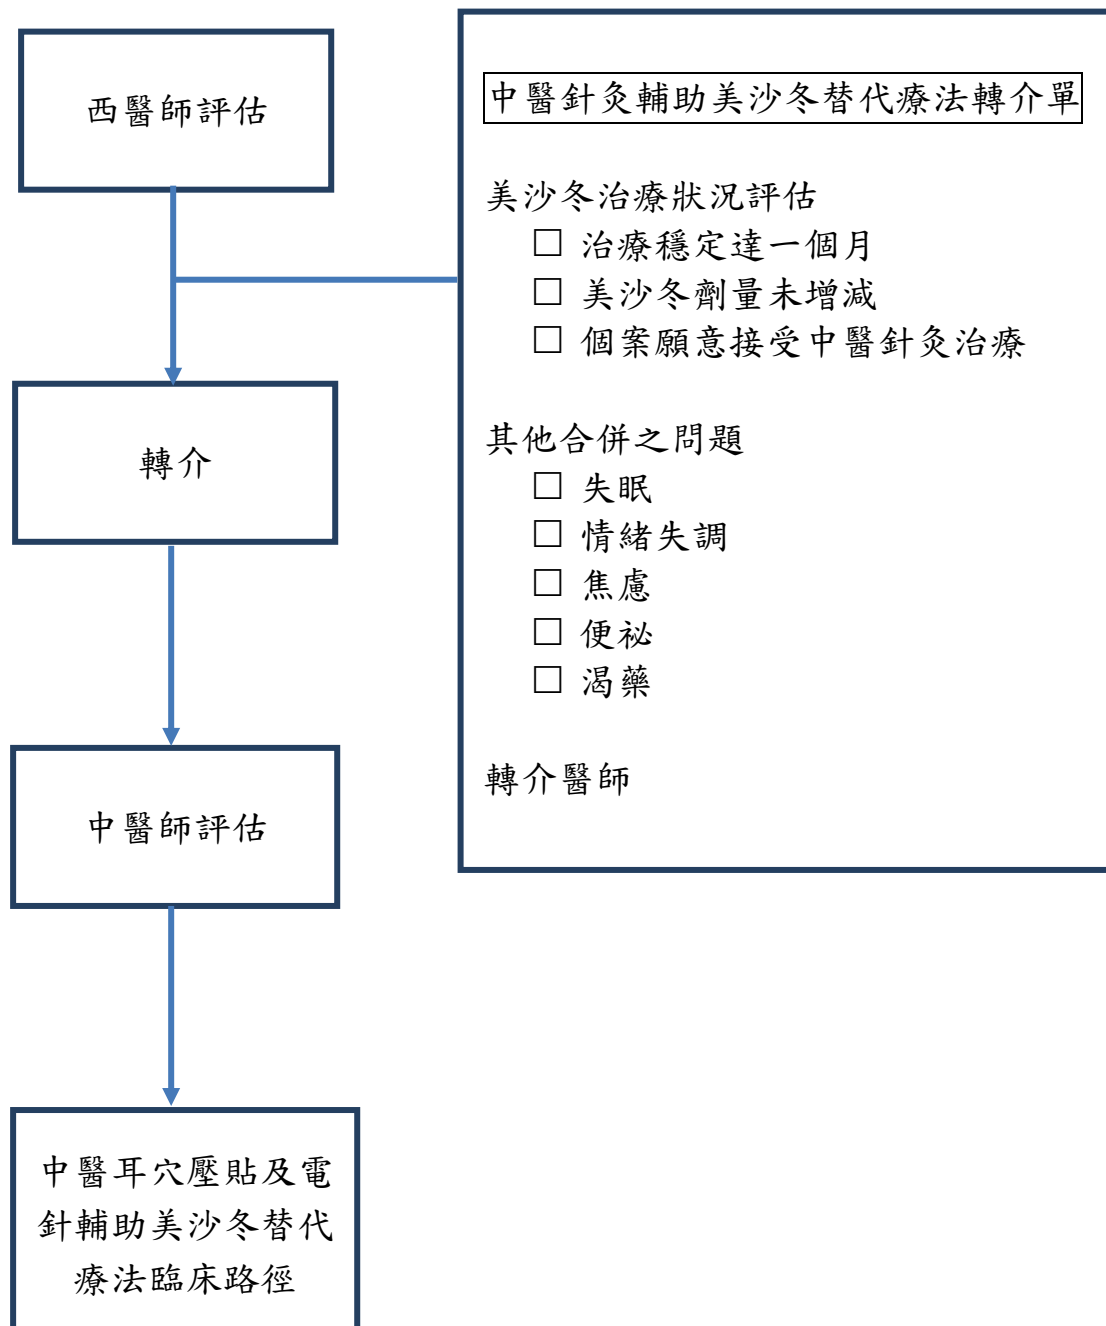 西醫師評估
轉介
中醫師評估
中醫耳穴壓貼及電
針輔助美沙冬替代
療法臨床路徑
中醫針灸輔助美沙冬替代療法轉介單
美沙冬治療狀況評估
□ 治療穩定達一個月
□ 美沙冬劑量未增減
□ 個案願意接受中醫針灸治療
其他合併之問題
□ 失眠
□ 情緒失調
□ 焦慮
□ 便祕
□ 渴藥
轉介醫師